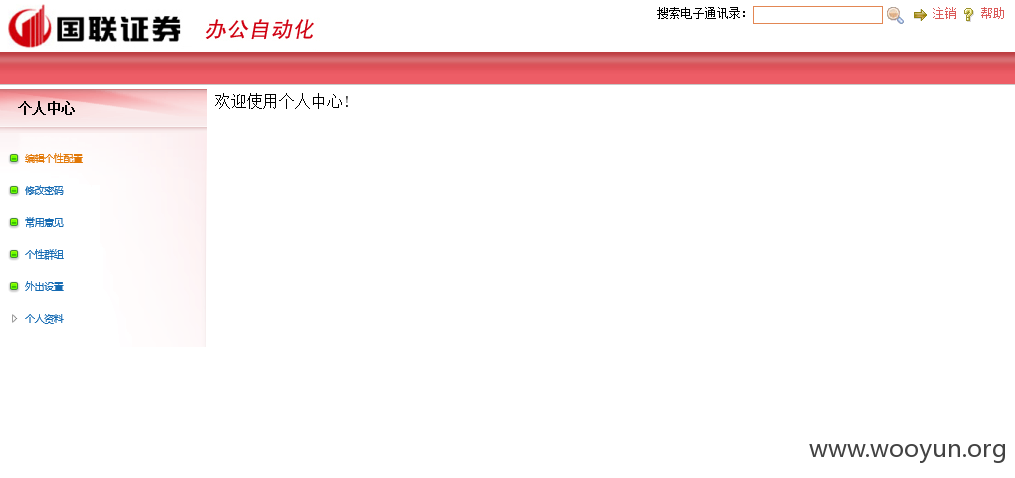 国联证券 办公自动化
搜索电子通讯录： 注销 帮助
个人中心
欢迎使用个人中心！
编辑个性配置
修改密码
常用意见
个性群组
外出设置
个人资料
www.wooyun.org